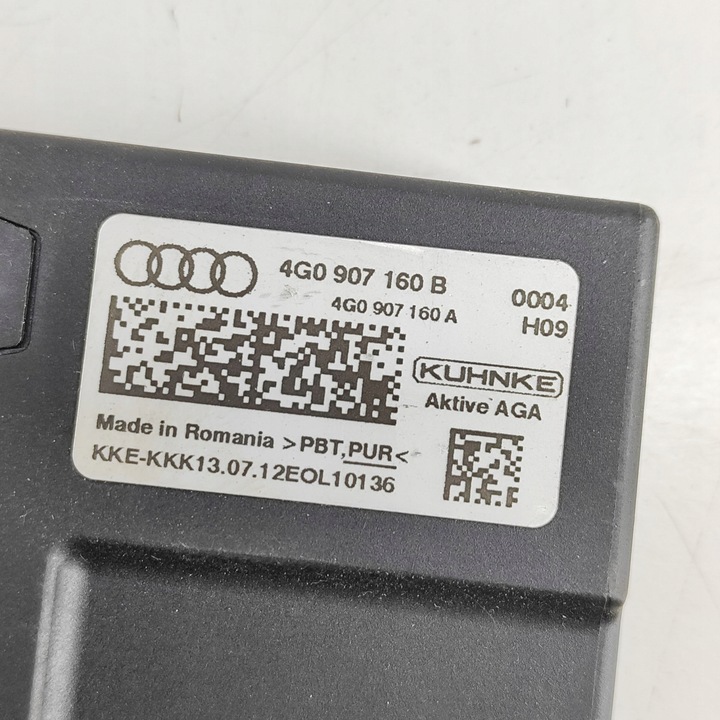 4G0 907 160 B
0004
4G0 907 160 A
H09
KUHNKE
Aktive AGA
Made in Romania >PBT,PUR<
KKE-KKK13.07.12EOL10136